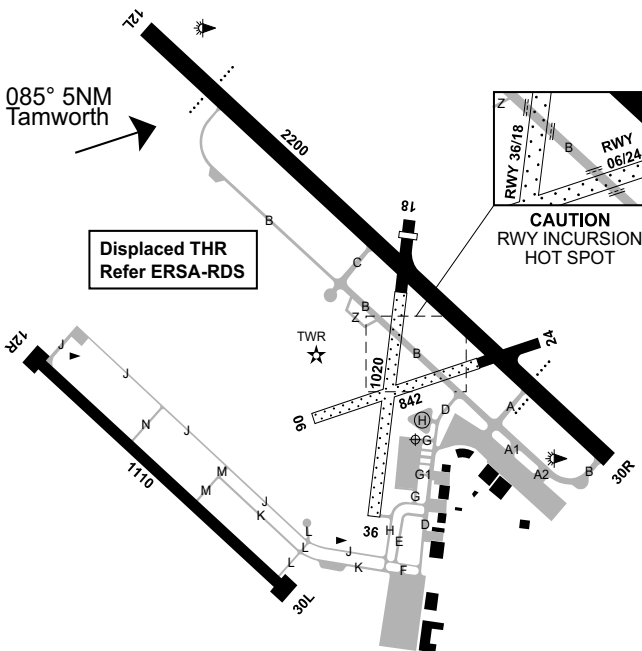 12L
085° 5NM
Tamworth
2200
Z
RWY 36/18
B
RWY
06/24
CAUTION
RWY INCURSION
HOT SPOT
18
B
Displaced THR
Refer ERSA-RDS
C
B
Z
TWR
B
24
1020
842
06
12R
J
J
N
J
1110
M
M
K
J
L
L
L
J
K
30L
H
D
A
G
G1
G
A1
A2
B
30R
36
H
E
D
F